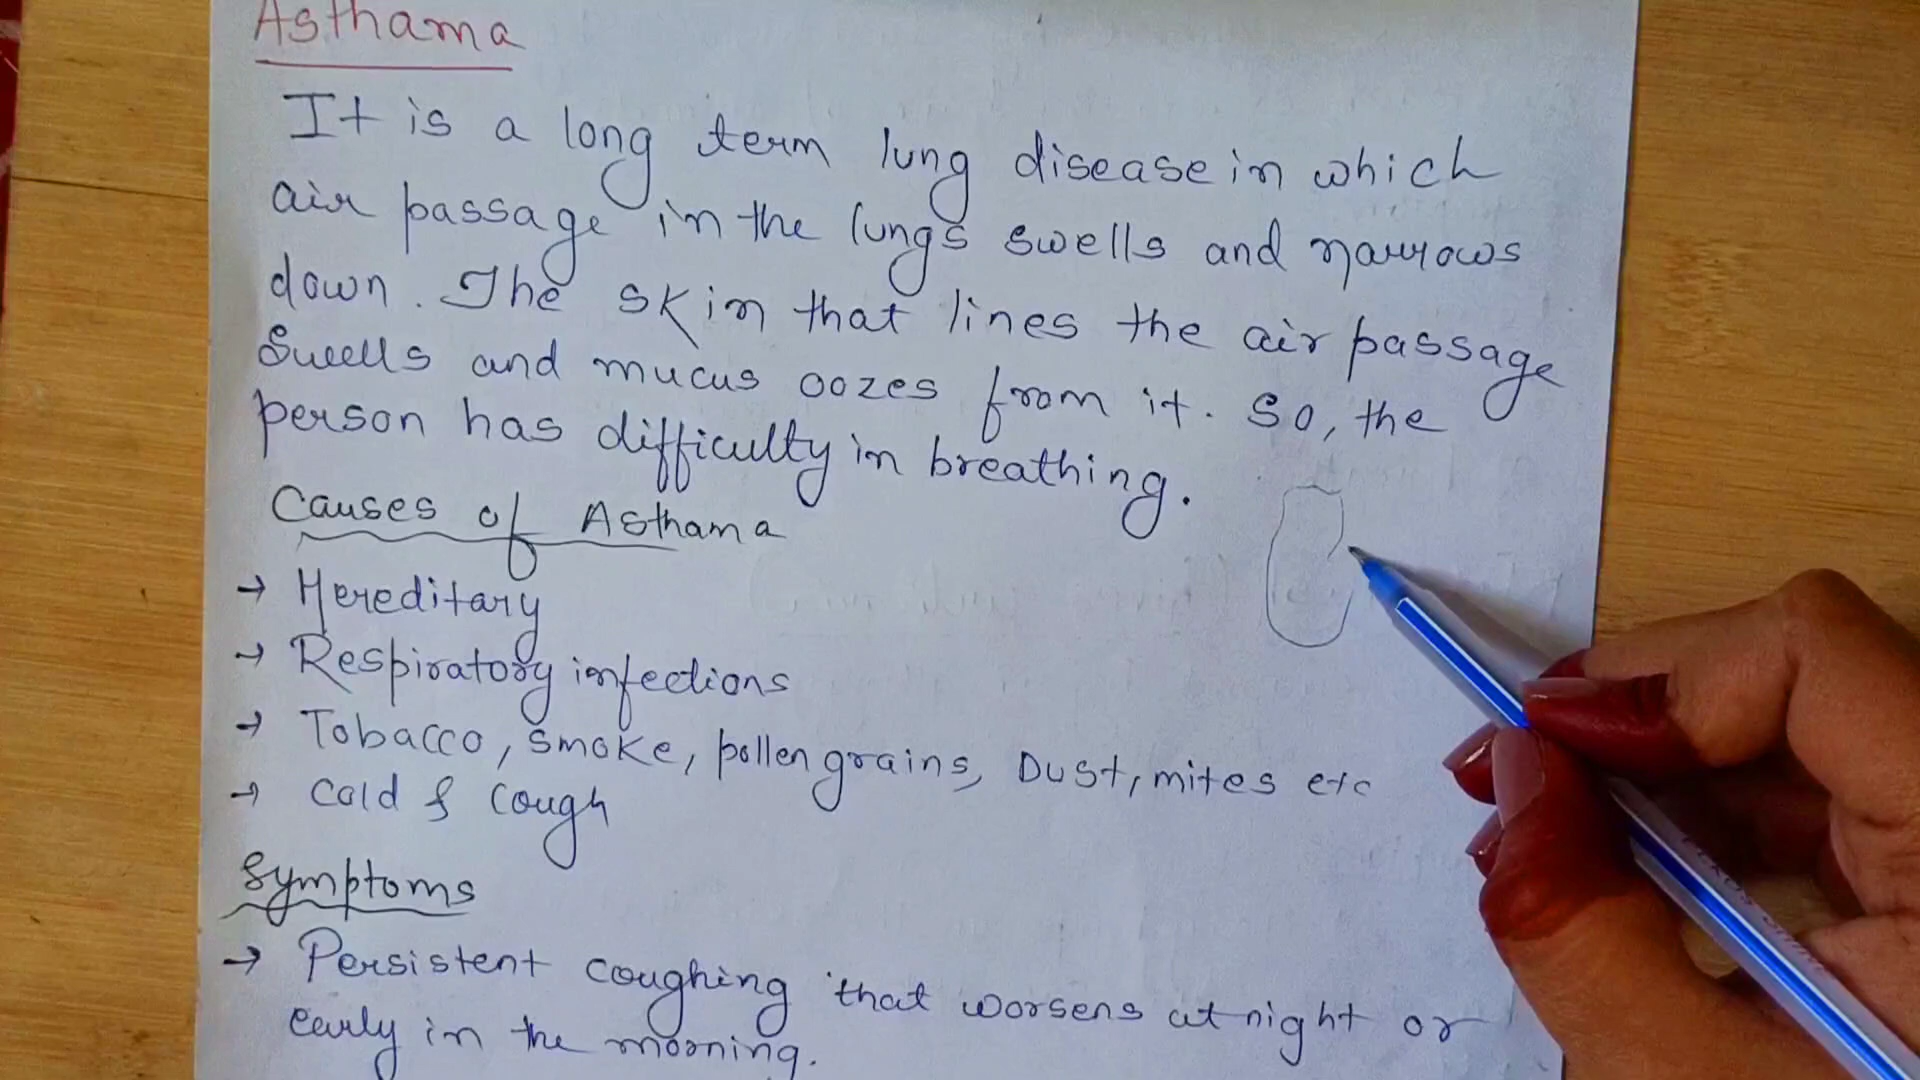 Asthama
It is a long term lung disease in which
air passage in the lungs swells and narrows
down. The skin that lines the air passage
Swells and mucus oozes from it. So, the
person has difficulty in breathing.
Causes of Asthama
→ Hereditary
→ Respiratory infections
→ Tobacco, smoke, pollen grains, Dust, mites etc
→ Cold & Cough
Symptoms
→ Persistent coughing that worsens at night or
early in the morning.